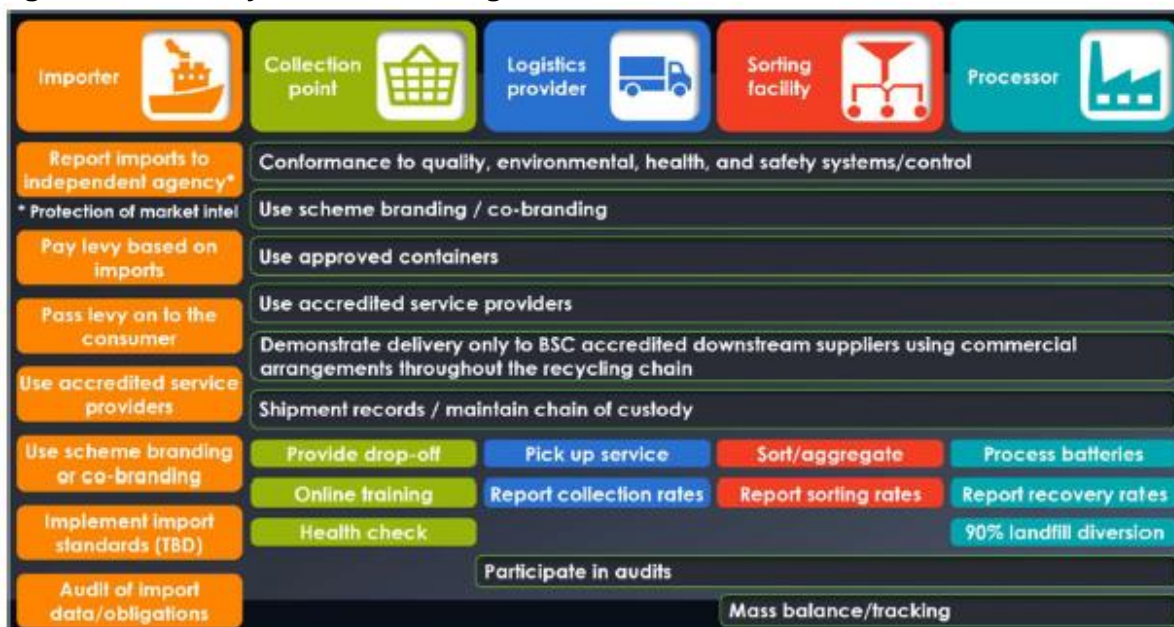 Importer
Collection
point
Logistics
provider
Sorting
facility
Processor
Report imports to
independent agency*
* Protection of market intel
Pay levy based on
imports
Pass levy on to the
consumer
Use accredited service
providers
Use scheme branding
or co-branding
Implement import
standards (TBD)
Audit of import
data/obligations
Conformance to quality, environmental, health, and safety systems/control
Use scheme branding / co-branding
Use approved containers
Use accredited service providers
Demonstrate delivery only to BSC accredited downstream suppliers using commercial
arrangements throughout the recycling chain
Shipment records / maintain chain of custody
Provide drop-off
Pick up service
Sort/aggregate
Process batteries
Online training
Report collection rates
Report sorting rates
Report recovery rates
Health check
90% landfill diversion
Participate in audits
Mass balance/tracking